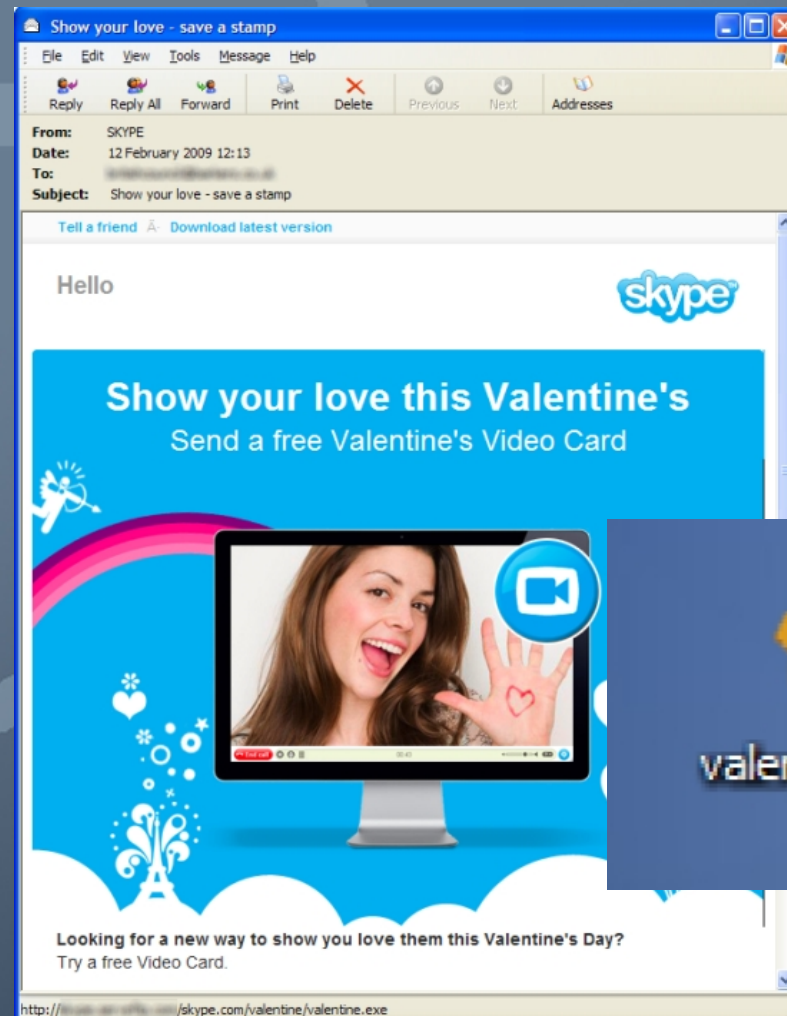 Show your love - save a stamp
File Edit View Tools Message Help
Reply Reply All Forward Print Delete Previous Next Addresses
From: SKYPE
Date: 12 February 2009 12:13
To:
Subject: Show your love - save a stamp
Tell a friend Â· Download latest version
Hello
skype™
Show your love this Valentine's
Send a free Valentine's Video Card
End call
valen
Looking for a new way to show you love them this Valentine's Day?
Try a free Video Card.
http:// /skype.com/valentine/valentine.exe